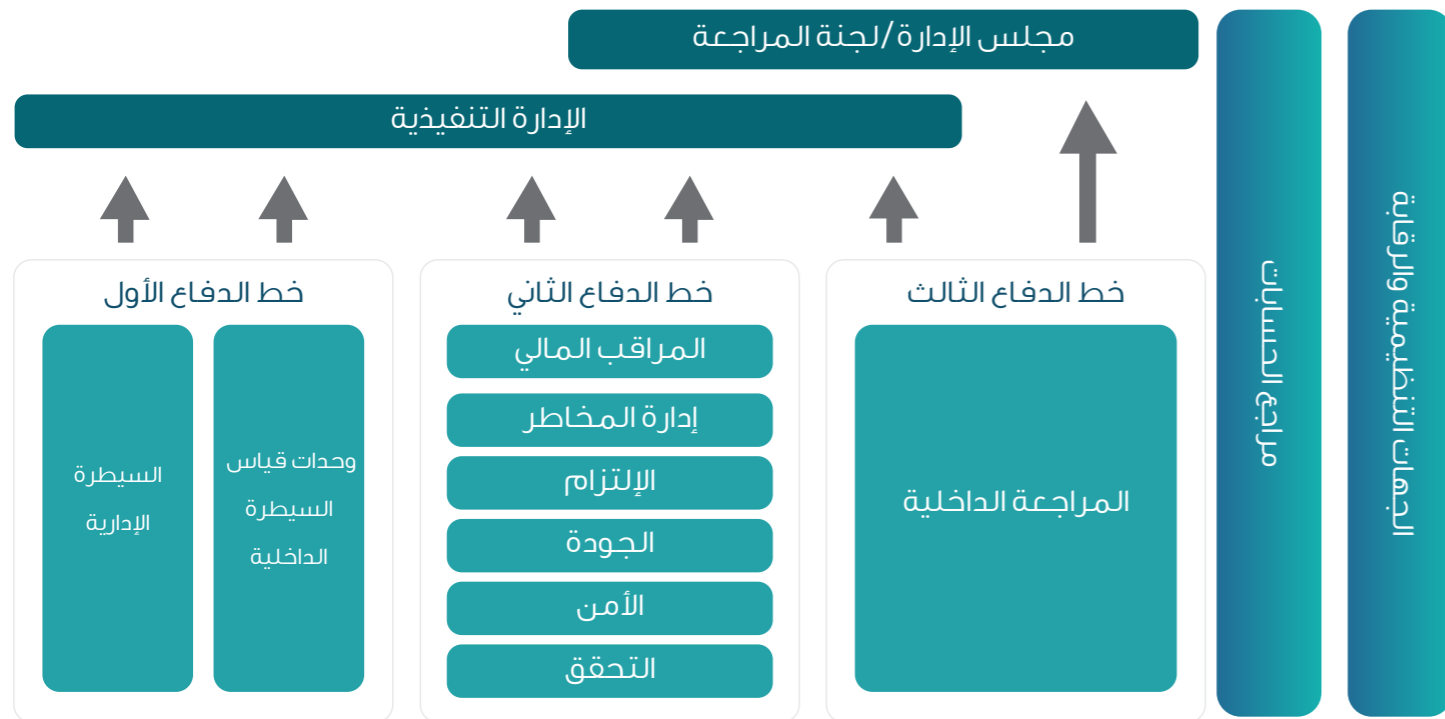 مجلس الإدارة/لجنة المراجعة
الإدارة التنفيذية
خط الدفاع الأول
السيطرة
الإدارية
وحدات قياس
السيطرة
الداخلية
خط الدفاع الثاني
المراقب المالي
إدارة المخاطر
الإلتزام
الجودة
الأمن
التحقق
خط الدفاع الثالث
المراجعة الداخلية
مراجع الحسابات
الجهات التنظيمية والرقابة